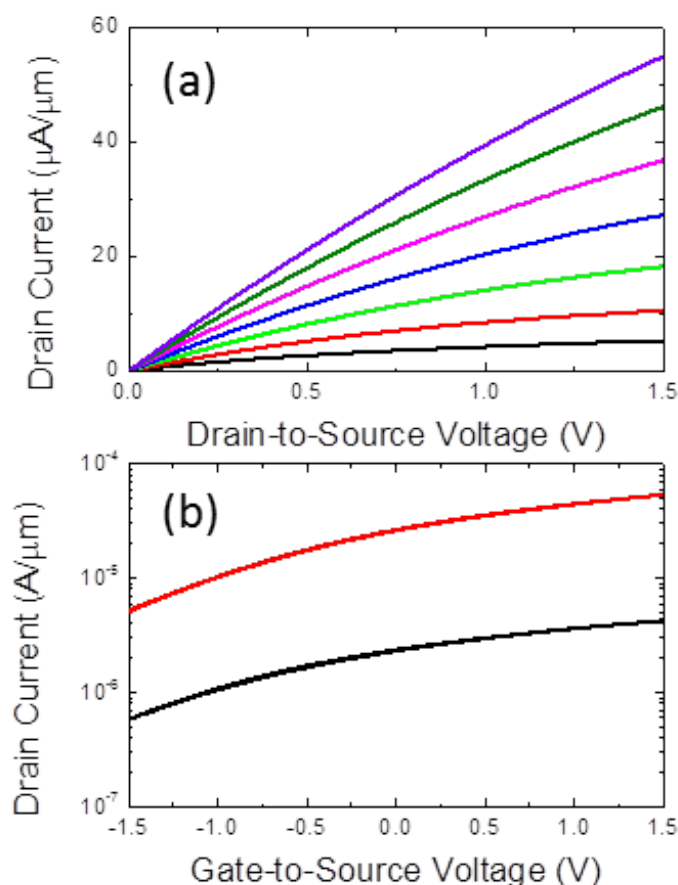 (a)
Drain Current (μA/μm)
60
40
20
0
0.0 0.5 1.0 1.5
Drain-to-Source Voltage (V)
(b)
Drain Current (A/μm)
10⁻⁴
10⁻⁵
10⁻⁶
10⁻⁷
-1.5 -1.0 -0.5 0.0 0.5 1.0 1.5
Gate-to-Source Voltage (V)